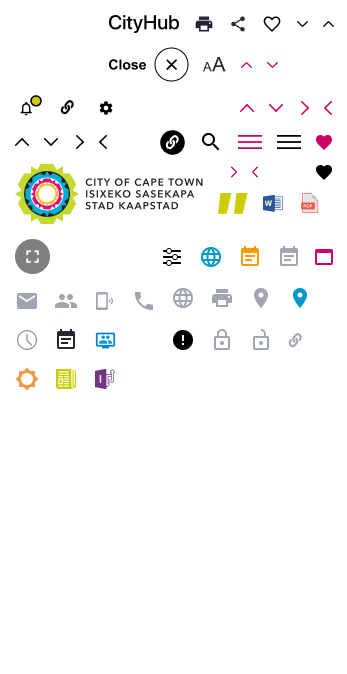 CityHub
Close
AA
CITY OF CAPE TOWN
ISIXEKO SASEKAPA
STAD KAAPSTAD
W
PDF